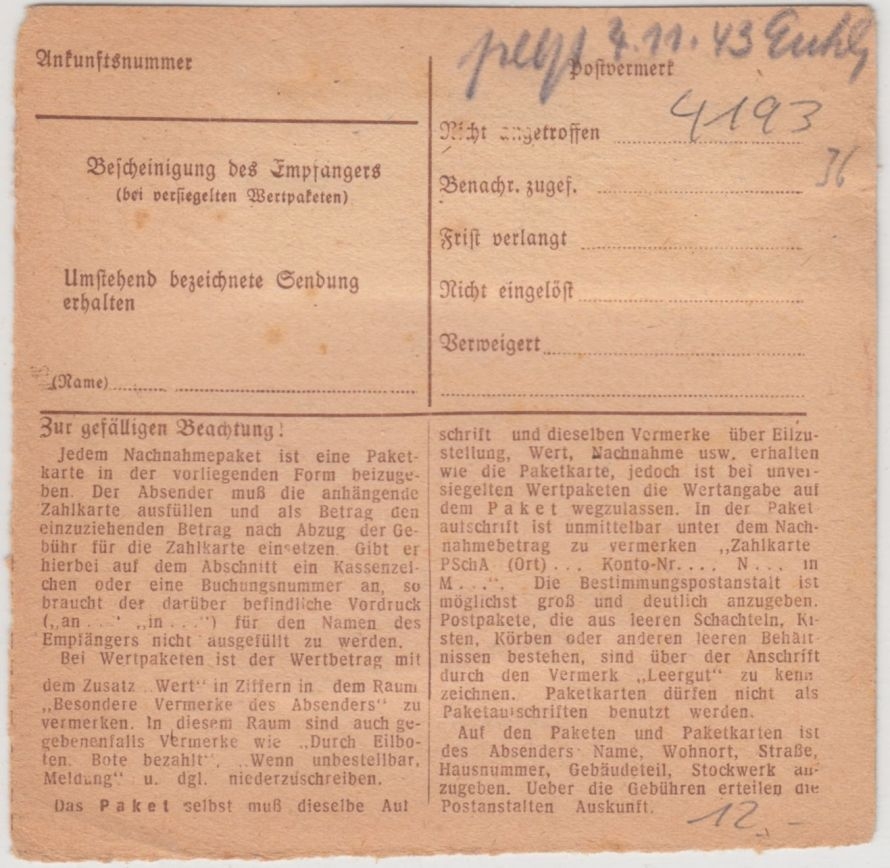 Ankunftsnummer
Bescheinigung des Empfangers
(bei versiegelten Wertpaketen)
Umstehend bezeichnete Sendung
erhalten
(Name)
4.11.43
Postvermerk
4193
Nicht angetroffen
36
Benachr. zugef.
Frist verlangt
Nicht eingelöst
Verweigert
Zur gefälligen Beachtung!
Jedem Nachnahmepaket ist eine Paket-
karte in der vorliegenden Form beizuge-
ben. Der Absender muß die anhängende
Zahlkarte ausfüllen und als Betrag den
einzuziehenden Betrag nach Abzug der Ge-
bühr für die Zahlkarte einsetzen. Gibt er
hierbei auf dem Abschnitt ein Kassenzei-
chen oder eine Buchungsnummer an, so
braucht der darüber befindliche Vordruck
(„an ...“ „in ...“) für den Namen des
Empfängers nicht ausgefüllt zu werden.
Bei Wertpaketen ist der Wertbetrag mit
dem Zusatz „Wert“ in Ziffern in dem Raum
„Besondere Vermerke des Absenders“ zu
vermerken. In diesem Raum sind auch ge-
gebenenfalls Vermerke wie „Durch Eilbo-
ten. Bote bezahlt“, „Wenn unbestellbar,
Meldung“ u. dgl. niederzuschreiben.
Das Paket selbst muß dieselbe Auf
schrift und dieselben Vermerke über Eilzu-
stellung, Wert, Nachnahme usw. erhalten
wie die Paketkarte, jedoch ist bei unver-
siegelten Wertpaketen die Wertangabe auf
dem Paket wegzulassen. In der Paket
aufschrift ist unmittelbar unter dem Nach-
nahmebetrag zu vermerken „Zahlkarte
PSchA (Ort) ... Konto-Nr.... N... in
M ...“. Die Bestimmungspostanstalt ist
möglichst groß und deutlich anzugeben.
Postpakete, die aus leeren Schachteln, Ki-
sten, Körben oder anderen leeren Behält-
nissen bestehen, sind über der Anschrift
durch den Vermerk „Leergut“ zu kenn
zeichnen. Paketkarten dürfen nicht als
Paketaufschriften benutzt werden.
Auf den Paketen und Paketkarten ist
des Absenders Name, Wohnort, Straße,
Hausnummer, Gebäudeteil, Stockwerk an-
zugeben. Ueber die Gebühren erteilen die
Postanstalten Auskunft.
12.-